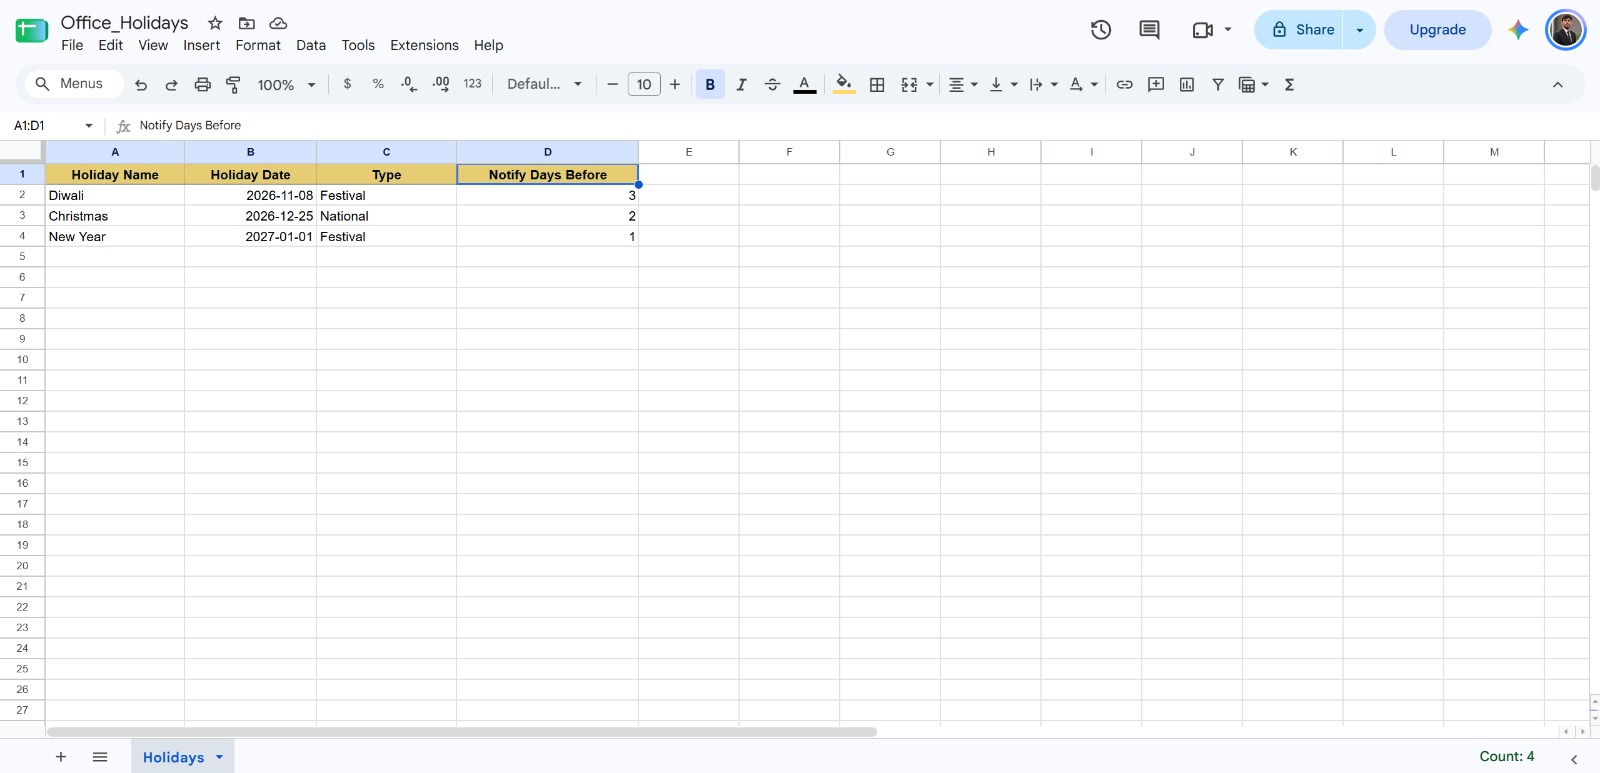 Office_Holidays
File Edit View Insert Format Data Tools Extensions Help
Share
Upgrade
Menus
100%
$ % .0 .00 123
Defaul...
10
B I A A Σ
A1:D1
fx Notify Days Before
A B C D E F G H I J K L M
1 Holiday Name Holiday Date Type Notify Days Before
2 Diwali 2026-11-08 Festival 3
3 Christmas 2026-12-25 National 2
4 New Year 2027-01-01 Festival 1
5
6
7
8
9
10
11
12
13
14
15
16
17
18
19
20
21
22
23
24
25
26
27
Holidays
Count: 4